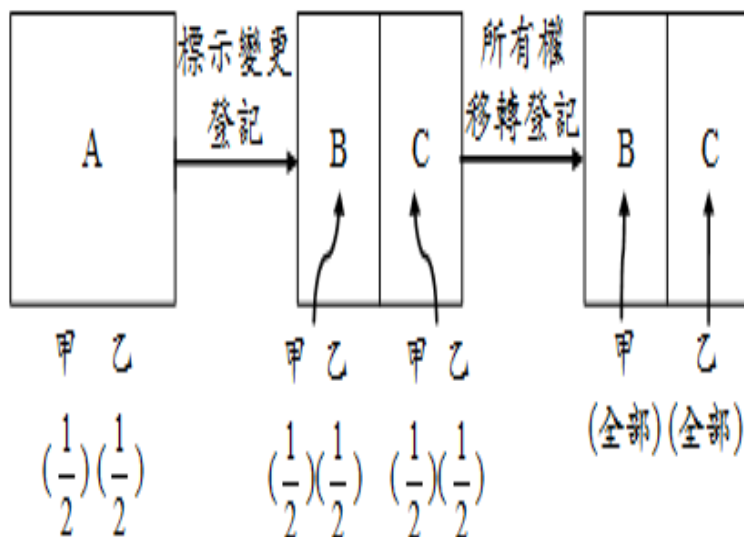 標示變更
登記
所有權
移轉登記
A
B
C
B
C
甲 乙
甲 乙
甲 乙
甲
乙
(1/2)(1/2)
(1/2)(1/2)
(1/2)(1/2)
(全部)(全部)